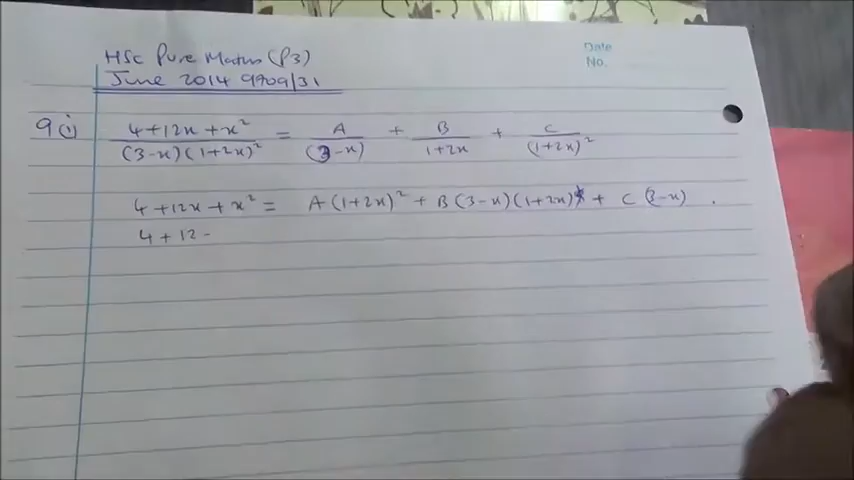 Date
No.
HSC Pure Maths (P3)
June 2014 9709/31
9(i) (4+12x+x²)/((3-x)(1+2x)²) = A/(3-x) + B/(1+2x) + C/(1+2x)²
4+12x+x² = A(1+2x)² + B(3-x)(1+2x) + C(3-x) .
4+12-